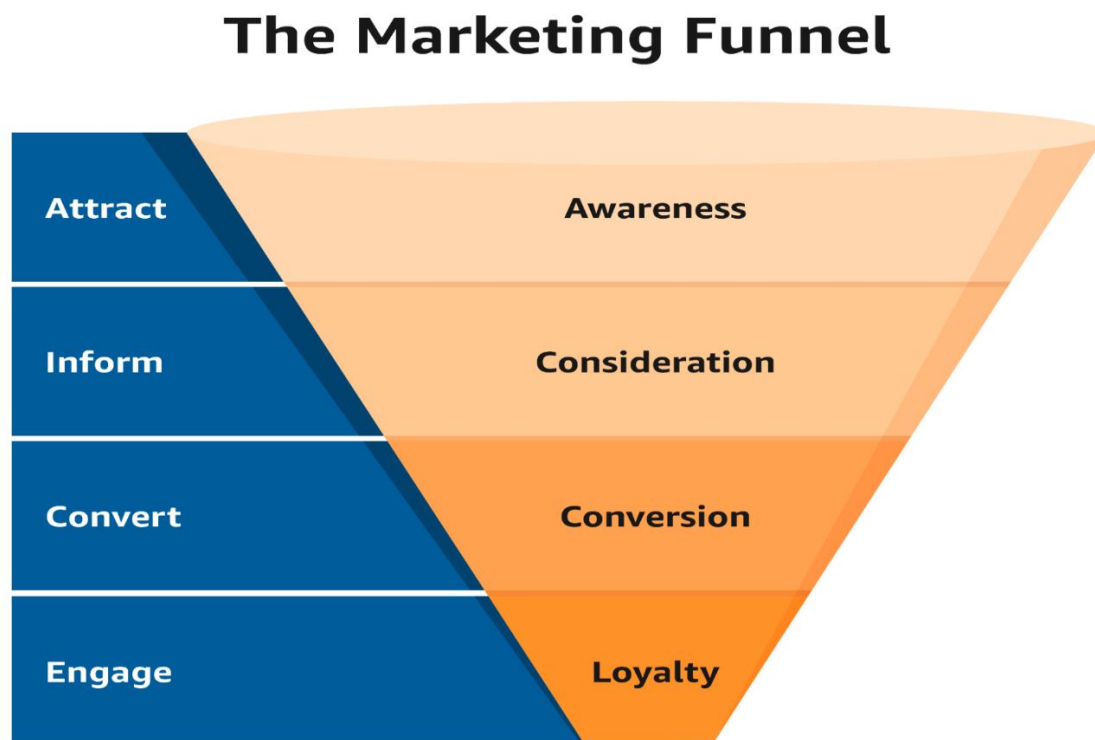 The Marketing Funnel
Attract
Awareness
Inform
Consideration
Convert
Conversion
Engage
Loyalty